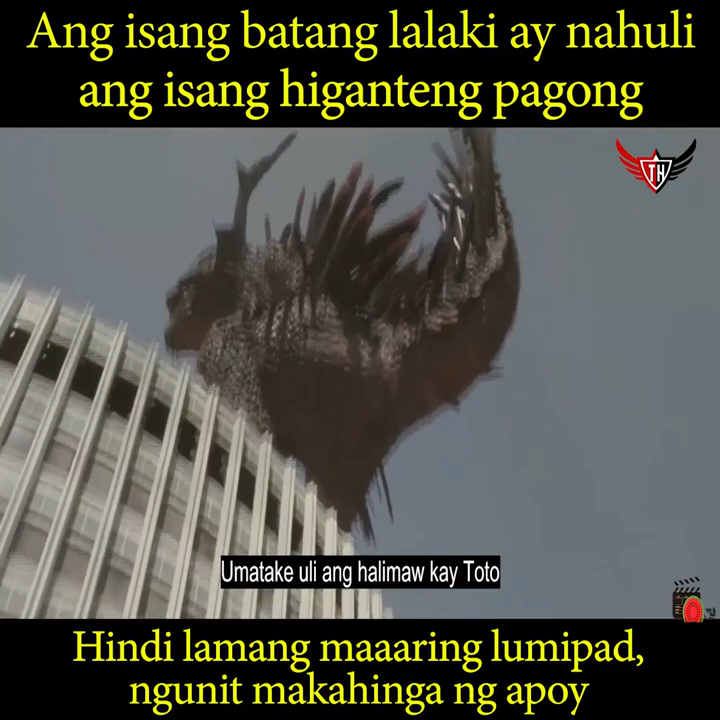 Ang isang batang lalaki ay nahuli
ang isang higanteng pagong
TH
Umatake uli ang halimaw kay Toto
Hindi lamang maaaring lumipad,
ngunit makahinga ng apoy